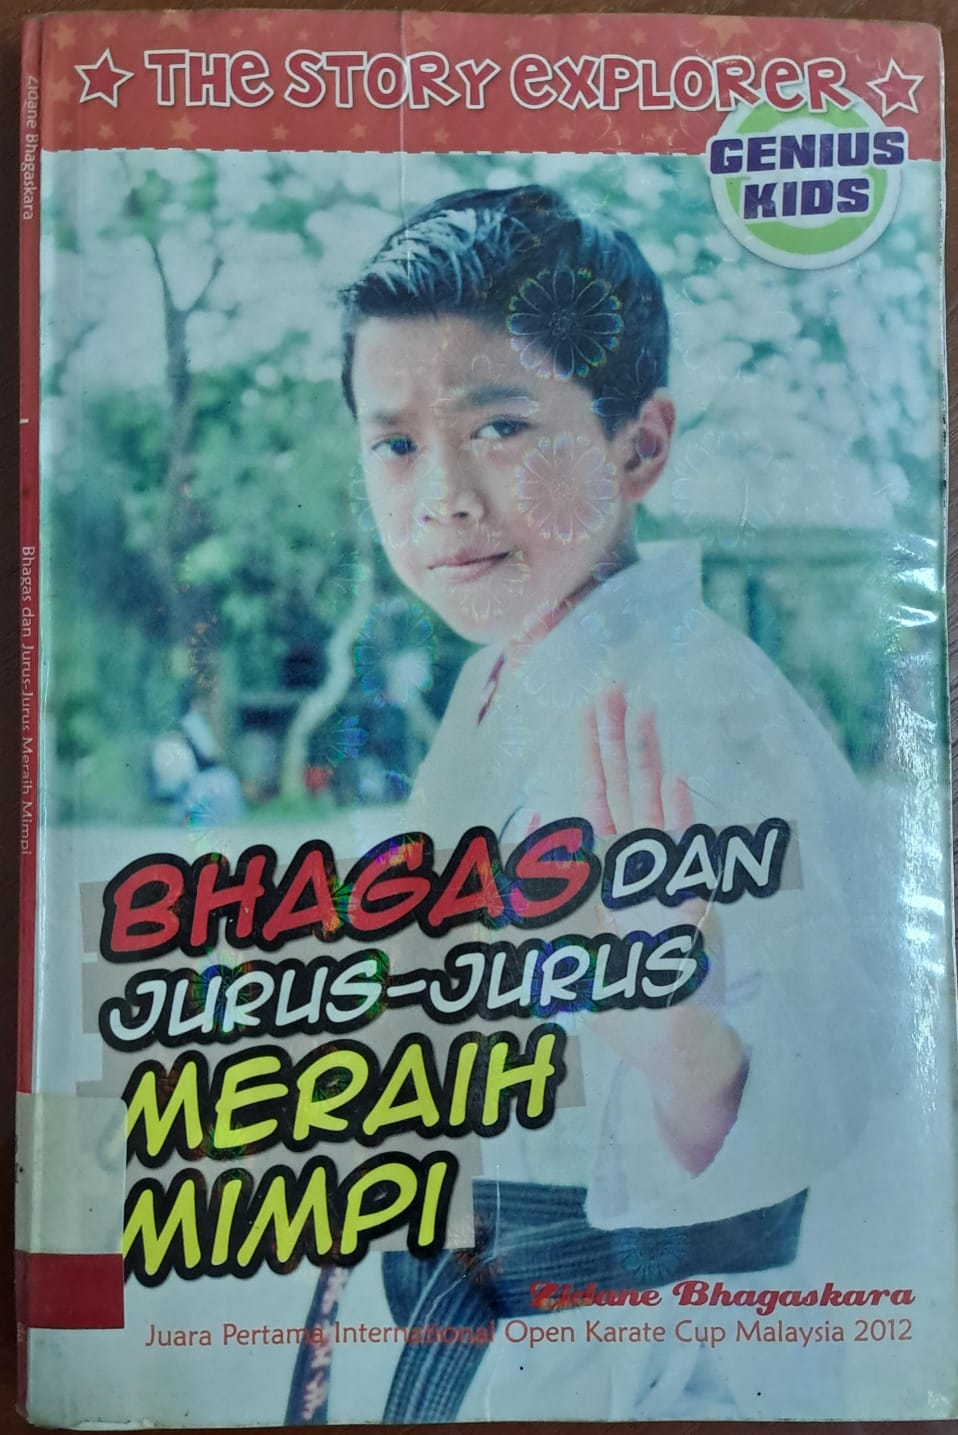 THE STORY EXPLORER
GENIUS
KIDS
BHAGAS DAN
JURUS-JURUS
MERAIH
MIMPI
Zidane Bhagaskara
Juara Pertama International Open Karate Cup Malaysia 2012
Zidane Bhagaskara
Bhagas dan Jurus-Jurus Meraih Mimpi